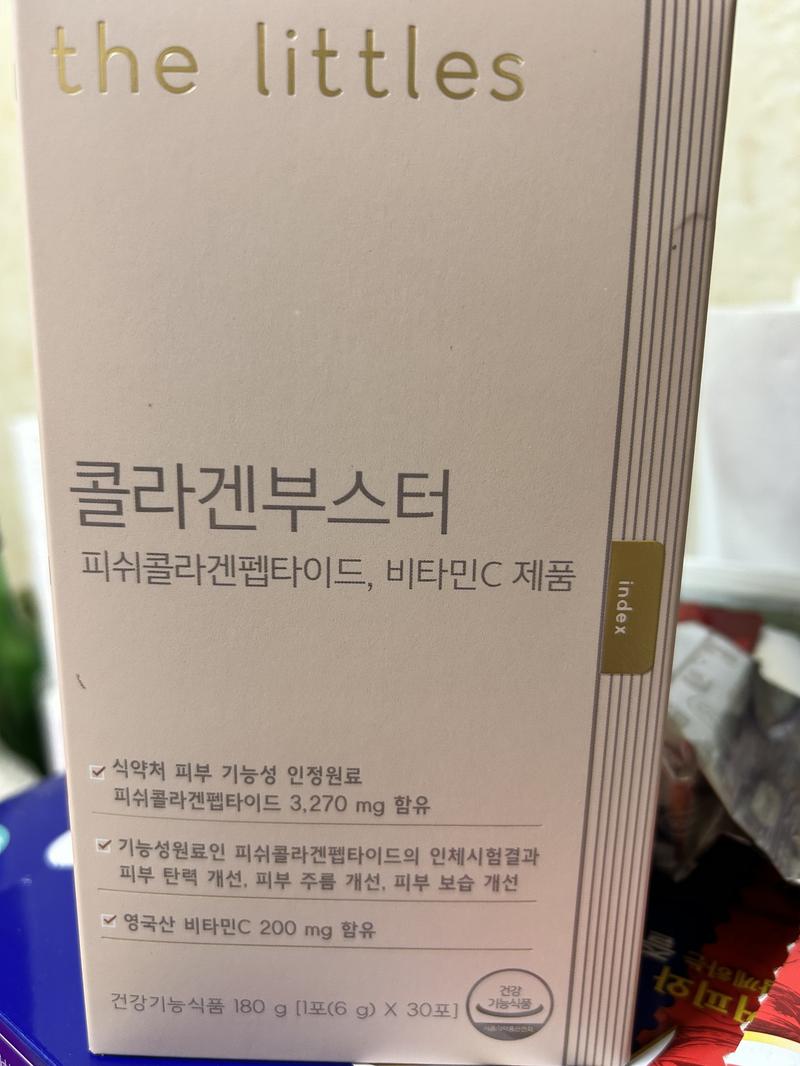 the littles
콜라겐부스터
피쉬콜라겐펩타이드, 비타민C 제품
index
식약처 피부 기능성 인정원료
피쉬콜라겐펩타이드 3,270 mg 함유
기능성원료인 피쉬콜라겐펩타이드의 인체시험결과
피부 탄력 개선, 피부 주름 개선, 피부 보습 개선
영국산 비타민C 200 mg 함유
건강기능식품 180 g [1포(6 g) X 30포]
건강
기능식품